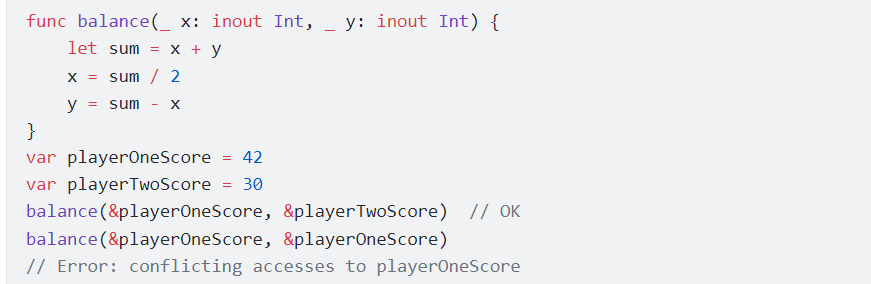 func balance(_ x: inout Int, _ y: inout Int) {
    let sum = x + y
    x = sum / 2
    y = sum - x
}
var playerOneScore = 42
var playerTwoScore = 30
balance(&playerOneScore, &playerTwoScore)  // OK
balance(&playerOneScore, &playerOneScore)
// Error: conflicting accesses to playerOneScore